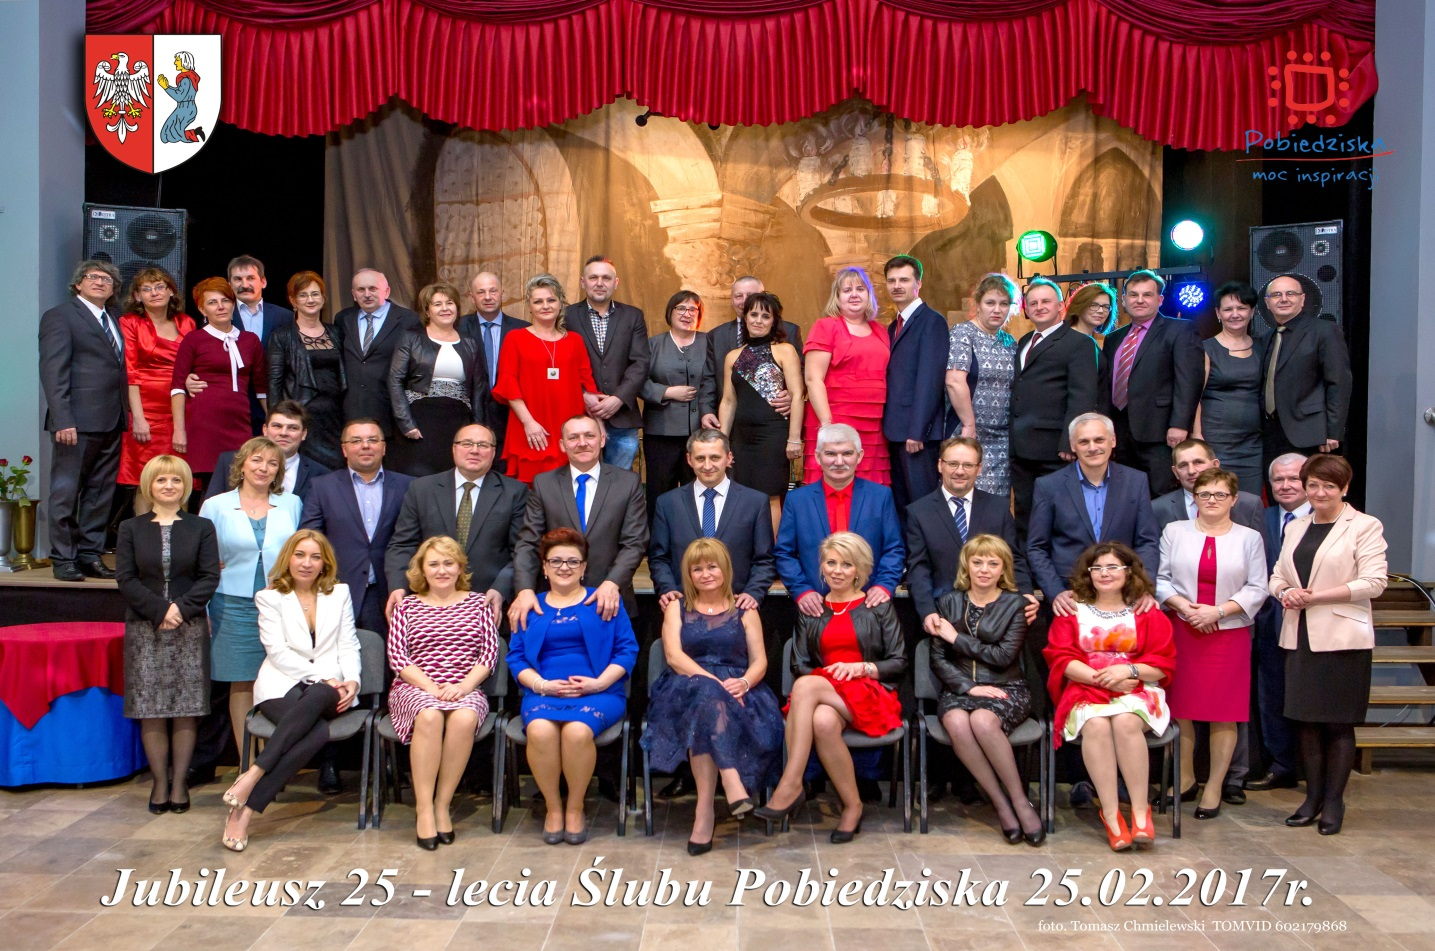 Pobiedziska
moc inspiracji
Jubileusz 25 - lecia Ślubu Pobiedziska 25.02.2017r.
foto. Tomasz Chmielewski TOMVID 602179868